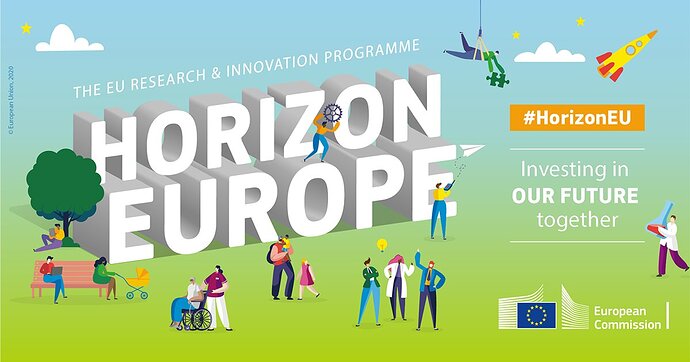 © European Union, 2020
THE EU RESEARCH & INNOVATION PROGRAMME
HORIZON
EUROPE
#HorizonEU
Investing in
OUR FUTURE
together
European
Commission